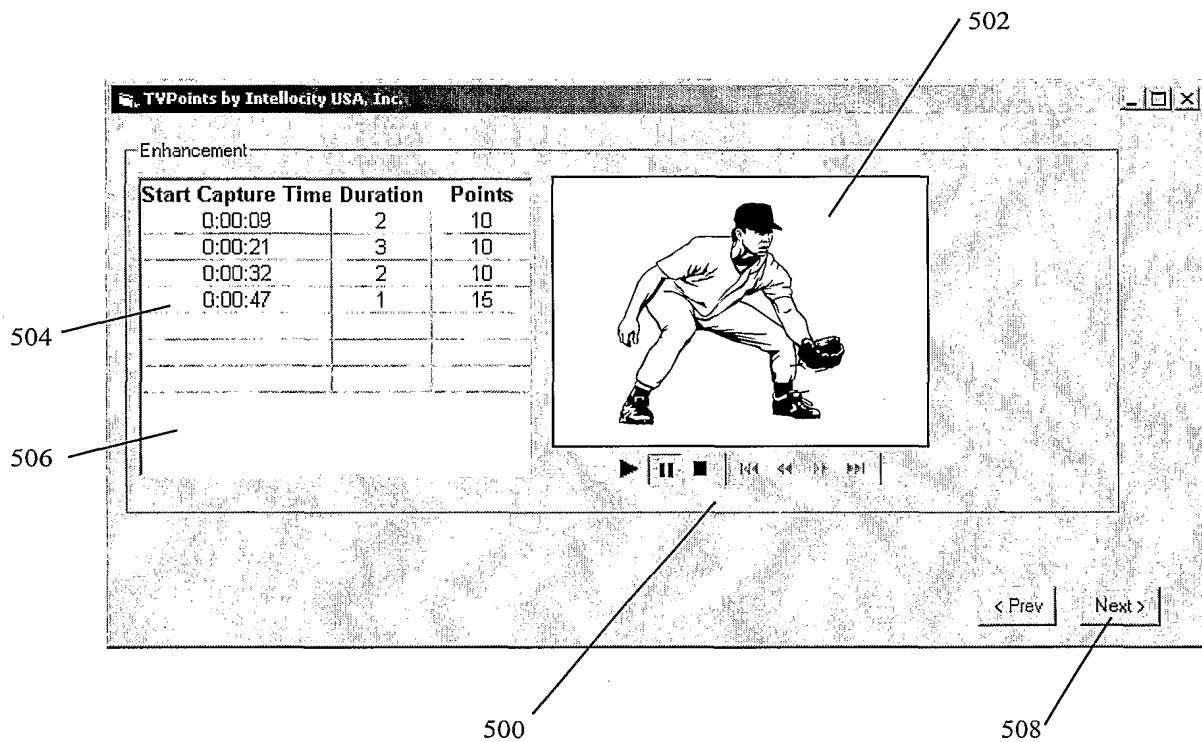 502
TVPoints by Intellocity USA, Inc.
Enhancement
Start Capture Time Duration Points
0:00:09 2 10
0:00:21 3 10
0:00:32 2 10
0:00:47 1 15
504
506
< Prev Next >
500
508